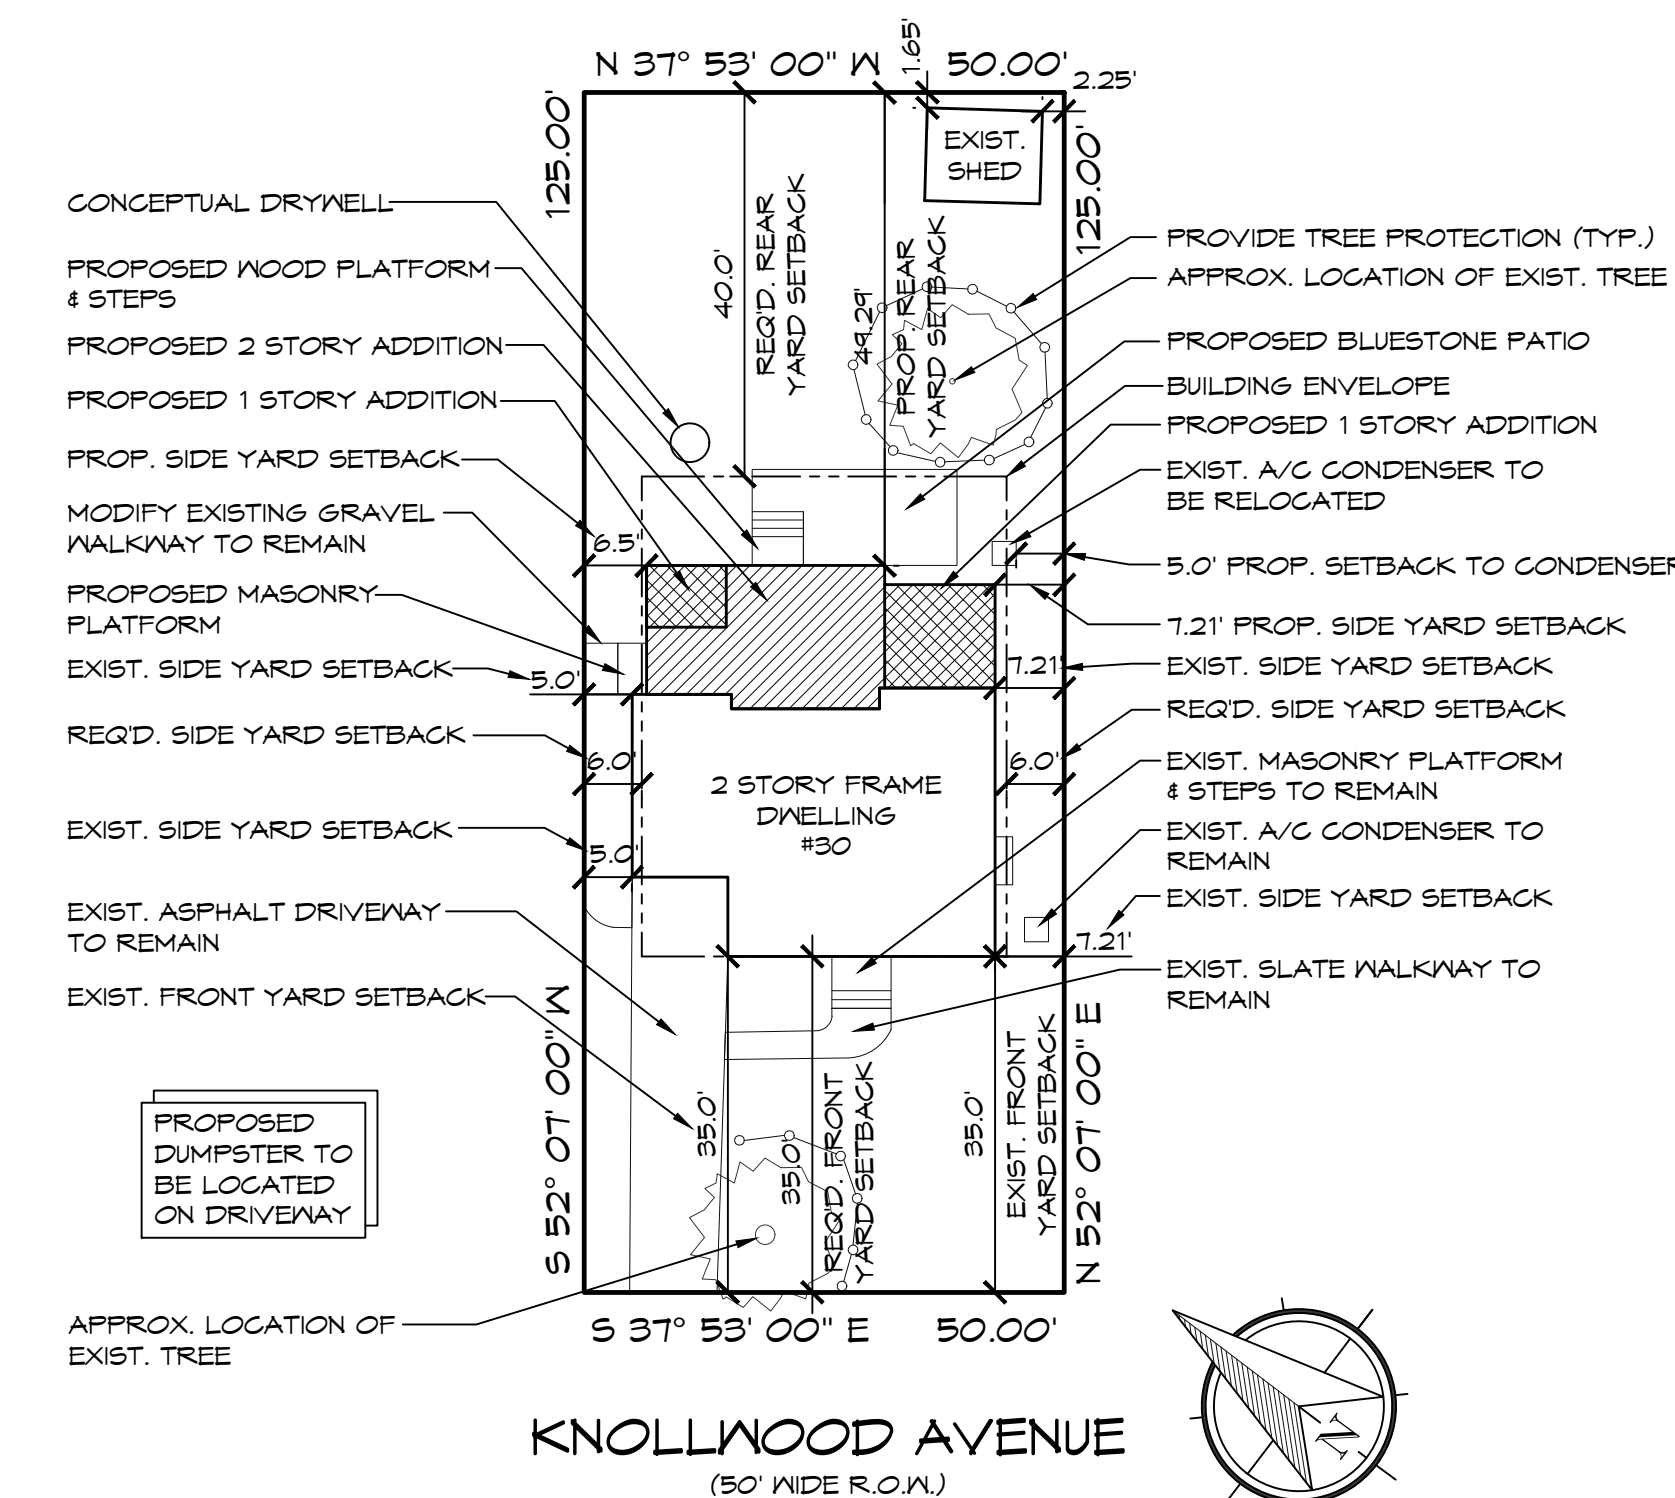 N 37° 53' 00" W
50.00'
1.65'
2.25'
125.00'
125.00'
EXIST.
SHED
CONCEPTUAL DRYWELL
PROPOSED WOOD PLATFORM
& STEPS
PROPOSED 2 STORY ADDITION
PROPOSED 1 STORY ADDITION
PROP. SIDE YARD SETBACK
MODIFY EXISTING GRAVEL
WALKWAY TO REMAIN
PROPOSED MASONRY
PLATFORM
EXIST. SIDE YARD SETBACK
REQ'D. SIDE YARD SETBACK
EXIST. SIDE YARD SETBACK
EXIST. ASPHALT DRIVEWAY
TO REMAIN
EXIST. FRONT YARD SETBACK
PROPOSED
DUMPSTER TO
BE LOCATED
ON DRIVEWAY
APPROX. LOCATION OF
EXIST. TREE
40.0'
REQ'D. REAR
YARD SETBACK
49.29'
PROP. REAR
YARD SETBACK
6.5'
5.0'
6.0'
5.0'
7.21'
6.0'
7.21'
2 STORY FRAME
DWELLING
#30
PROVIDE TREE PROTECTION (TYP.)
APPROX. LOCATION OF EXIST. TREE
PROPOSED BLUESTONE PATIO
BUILDING ENVELOPE
PROPOSED 1 STORY ADDITION
EXIST. A/C CONDENSER TO
BE RELOCATED
5.0' PROP. SETBACK TO CONDENSER
7.21' PROP. SIDE YARD SETBACK
EXIST. SIDE YARD SETBACK
REQ'D. SIDE YARD SETBACK
EXIST. MASONRY PLATFORM
& STEPS TO REMAIN
EXIST. A/C CONDENSER TO
REMAIN
EXIST. SIDE YARD SETBACK
EXIST. SLATE WALKWAY TO
REMAIN
S 52° 07' 00" W
35.0'
35.0'
REQ'D. FRONT
YARD SETBACK
35.0'
EXIST. FRONT
YARD SETBACK
N 52° 07' 00" E
S 37° 53' 00" E
50.00'
KNOLLWOOD AVENUE
(50' WIDE R.O.W.)
N